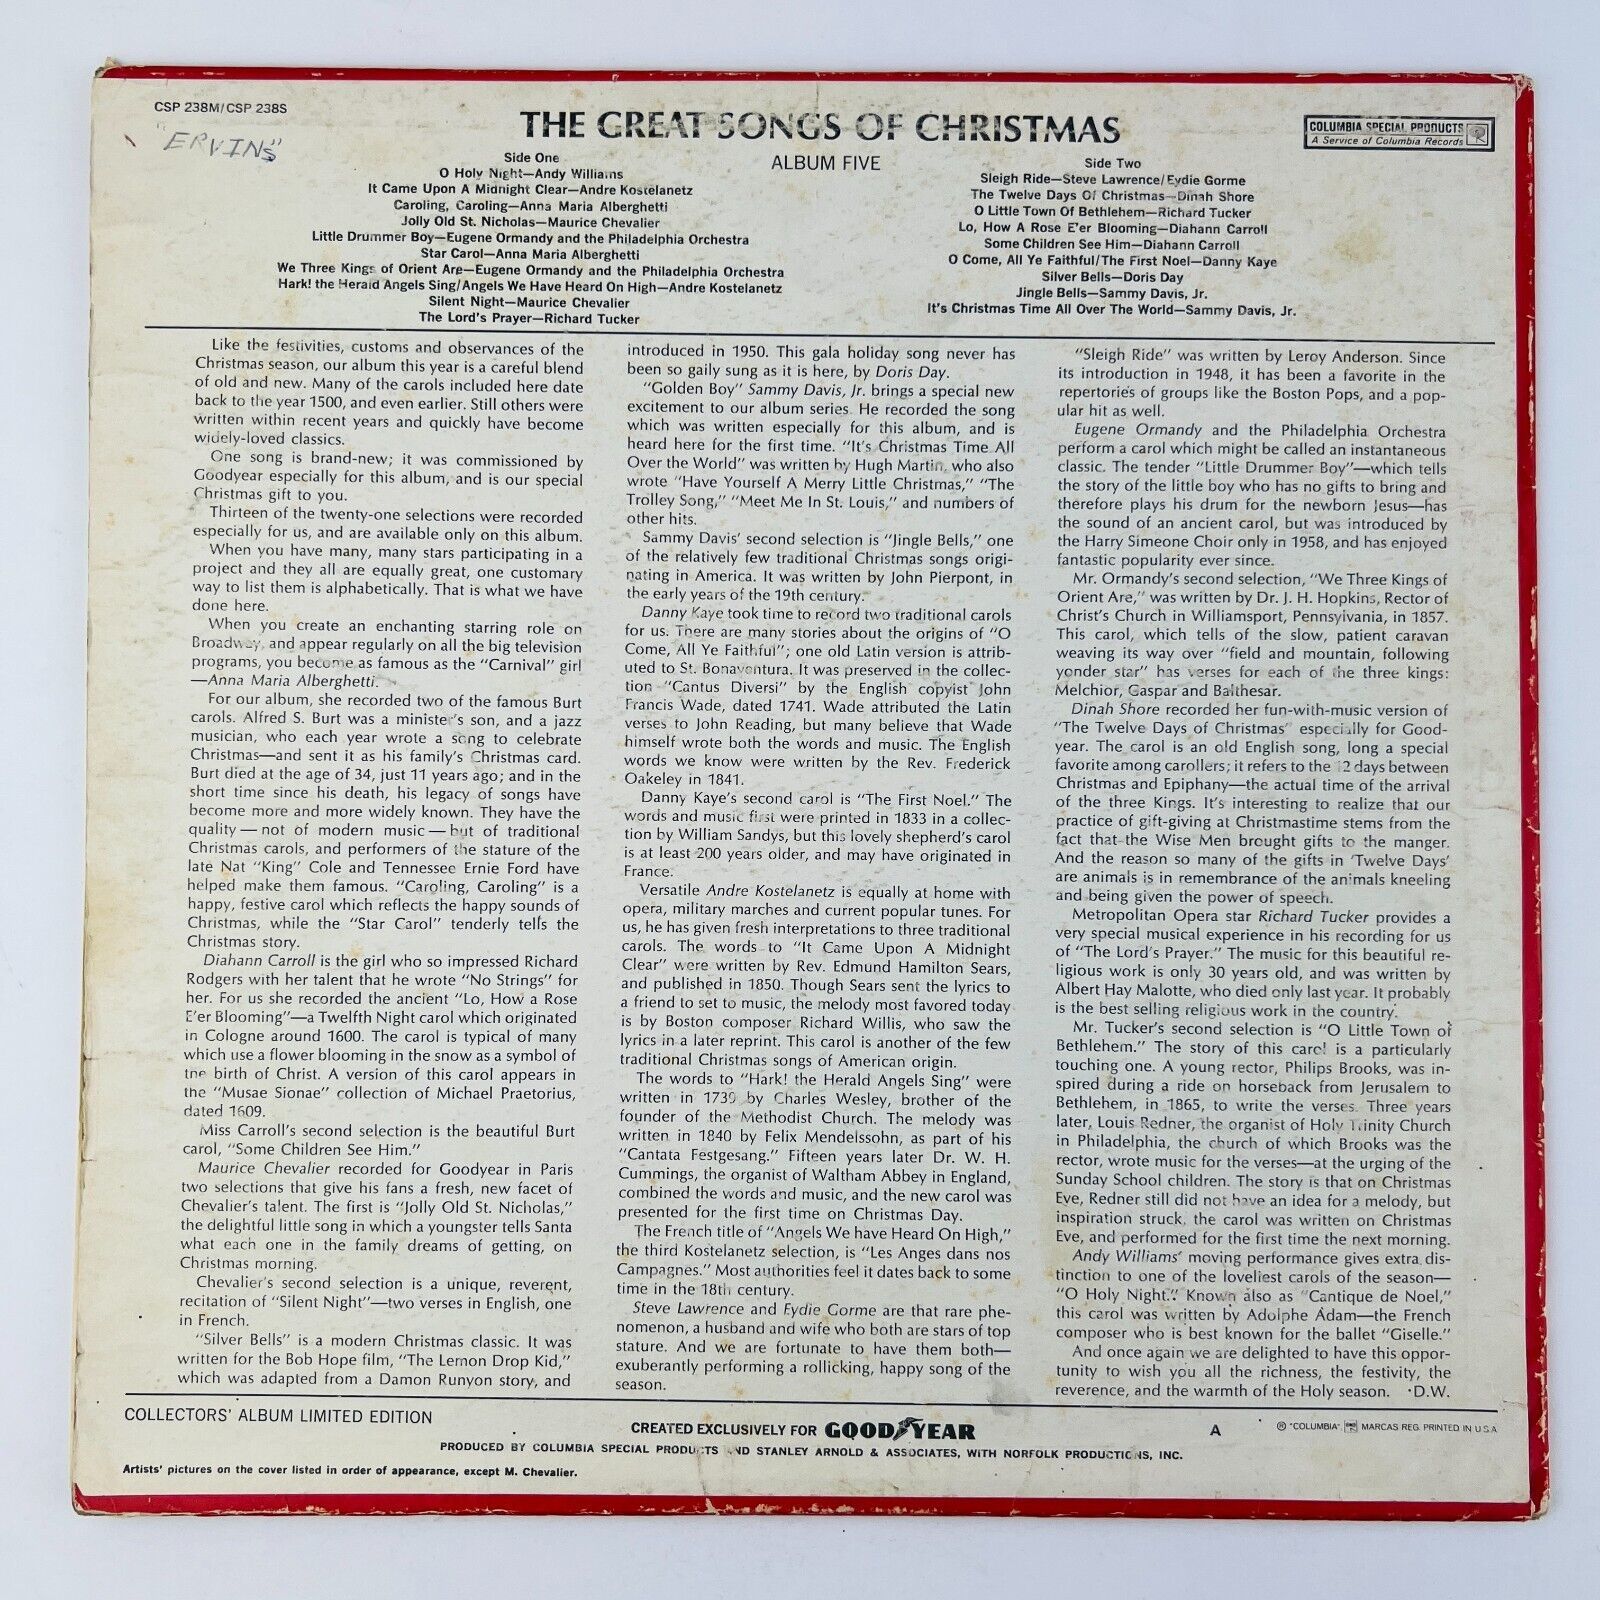 CSP 238M/CSP 238S
"ERVINS"
THE GREAT SONGS OF CHRISTMAS
ALBUM FIVE
COLUMBIA SPECIAL PRODUCTS
A Service of Columbia Records
Side One
O Holy Night—Andy Williams
It Came Upon A Midnight Clear—Andre Kostelanetz
Caroling, Caroling—Anna Maria Alberghetti
Jolly Old St. Nicholas—Maurice Chevalier
Little Drummer Boy—Eugene Ormandy and the Philadelphia Orchestra
Star Carol—Anna Maria Alberghetti
We Three Kings of Orient Are—Eugene Ormandy and the Philadelphia Orchestra
Hark! the Herald Angels Sing/Angels We Have Heard On High—Andre Kostelanetz
Silent Night—Maurice Chevalier
The Lord's Prayer—Richard Tucker
Side Two
Sleigh Ride—Steve Lawrence/Eydie Gorme
The Twelve Days Of Christmas—Dinah Shore
O Little Town Of Bethlehem—Richard Tucker
Lo, How A Rose E'er Blooming—Diahann Carroll
Some Children See Him—Diahann Carroll
O Come, All Ye Faithful/The First Noel—Danny Kaye
Silver Bells—Doris Day
Jingle Bells—Sammy Davis, Jr.
It's Christmas Time All Over The World—Sammy Davis, Jr.
Like the festivities, customs and observances of the
Christmas season, our album this year is a careful blend
of old and new. Many of the carols included here date
back to the year 1500, and even earlier. Still others were
written within recent years and quickly have become
widely-loved classics.
One song is brand-new; it was commissioned by
Goodyear especially for this album, and is our special
Christmas gift to you.
Thirteen of the twenty-one selections were recorded
especially for us, and are available only on this album.
When you have many, many stars participating in a
project and they all are equally great, one customary
way to list them is alphabetically. That is what we have
done here.
When you create an enchanting starring role on
Broadway, and appear regularly on all the big television
programs, you become as famous as the "Carnival" girl
—Anna Maria Alberghetti.
For our album, she recorded two of the famous Burt
carols. Alfred S. Burt was a minister's son, and a jazz
musician, who each year wrote a song to celebrate
Christmas—and sent it as his family's Christmas card.
Burt died at the age of 34, just 11 years ago; and in the
short time since his death, his legacy of songs have
become more and more widely known. They have the
quality — not of modern music — but of traditional
Christmas carols, and performers of the stature of the
late Nat "King" Cole and Tennessee Ernie Ford have
helped make them famous. "Caroling, Caroling" is a
happy, festive carol which reflects the happy sounds of
Christmas, while the "Star Carol" tenderly tells the
Christmas story.
Diahann Carroll is the girl who so impressed Richard
Rodgers with her talent that he wrote "No Strings" for
her. For us she recorded the ancient "Lo, How a Rose
E'er Blooming"—a Twelfth Night carol which originated
in Cologne around 1600. The carol is typical of many
which use a flower blooming in the snow as a symbol of
the birth of Christ. A version of this carol appears in
the "Musae Sionae" collection of Michael Praetorius,
dated 1609.
Miss Carroll's second selection is the beautiful Burt
carol, "Some Children See Him."
Maurice Chevalier recorded for Goodyear in Paris
two selections that give his fans a fresh, new facet of
Chevalier's talent. The first is "Jolly Old St. Nicholas,"
the delightful little song in which a youngster tells Santa
what each one in the family dreams of getting, on
Christmas morning.
Chevalier's second selection is a unique, reverent,
recitation of "Silent Night"—two verses in English, one
in French.
"Silver Bells" is a modern Christmas classic. It was
written for the Bob Hope film, "The Lemon Drop Kid,"
which was adapted from a Damon Runyon story, and
introduced in 1950. This gala holiday song never has
been so gaily sung as it is here, by Doris Day.
"Golden Boy" Sammy Davis, Jr. brings a special new
excitement to our album series. He recorded the song
which was written especially for this album, and is
heard here for the first time. "It's Christmas Time All
Over the World" was written by Hugh Martin, who also
wrote "Have Yourself A Merry Little Christmas," "The
Trolley Song," "Meet Me In St. Louis," and numbers of
other hits.
Sammy Davis' second selection is "Jingle Bells," one
of the relatively few traditional Christmas songs origi-
nating in America. It was written by John Pierpont, in
the early years of the 19th century.
Danny Kaye took time to record two traditional carols
for us. There are many stories about the origins of "O
Come, All Ye Faithful"; one old Latin version is attrib-
uted to St. Bonaventura. It was preserved in the collec-
tion "Cantus Diversi" by the English copyist John
Francis Wade, dated 1741. Wade attributed the Latin
verses to John Reading, but many believe that Wade
himself wrote both the words and music. The English
words we know were written by the Rev. Frederick
Oakeley in 1841.
Danny Kaye's second carol is "The First Noel." The
words and music first were printed in 1833 in a collec-
tion by William Sandys, but this lovely shepherd's carol
is at least 200 years older, and may have originated in
France.
Versatile Andre Kostelanetz is equally at home with
opera, military marches and current popular tunes. For
us, he has given fresh interpretations to three traditional
carols. The words to "It Came Upon A Midnight
Clear" were written by Rev. Edmund Hamilton Sears,
and published in 1850. Though Sears sent the lyrics to
a friend to set to music, the melody most favored today
is by Boston composer Richard Willis, who saw the
lyrics in a later reprint. This carol is another of the few
traditional Christmas songs of American origin.
The words to "Hark! the Herald Angels Sing" were
written in 1739 by Charles Wesley, brother of the
founder of the Methodist Church. The melody was
written in 1840 by Felix Mendelssohn, as part of his
"Cantata Festgesang." Fifteen years later Dr. W. H.
Cummings, the organist of Waltham Abbey in England,
combined the words and music, and the new carol was
presented for the first time on Christmas Day.
The French title of "Angels We have Heard On High,"
the third Kostelanetz selection, is "Les Anges dans nos
Campagnes." Most authorities feel it dates back to some
time in the 18th century.
Steve Lawrence and Eydie Gorme are that rare phe-
nomenon, a husband and wife who both are stars of top
stature. And we are fortunate to have them both—
exuberantly performing a rollicking, happy song of the
season.
"Sleigh Ride" was written by Leroy Anderson. Since
its introduction in 1948, it has been a favorite in the
repertories of groups like the Boston Pops, and a pop-
ular hit as well.
Eugene Ormandy and the Philadelphia Orchestra
perform a carol which might be called an instantaneous
classic. The tender "Little Drummer Boy"—which tells
the story of the little boy who has no gifts to bring and
therefore plays his drum for the newborn Jesus—has
the sound of an ancient carol, but was introduced by
the Harry Simeone Choir only in 1958, and has enjoyed
fantastic popularity ever since.
Mr. Ormandy's second selection, "We Three Kings of
Orient Are," was written by Dr. J. H. Hopkins, Rector of
Christ's Church in Williamsport, Pennsylvania, in 1857.
This carol, which tells of the slow, patient caravan
weaving its way over "field and mountain, following
yonder star" has verses for each of the three kings:
Melchior, Gaspar and Balthesar.
Dinah Shore recorded her fun-with-music version of
"The Twelve Days of Christmas" especially for Good-
year. The carol is an old English song, long a special
favorite among carollers; it refers to the 12 days between
Christmas and Epiphany—the actual time of the arrival
of the three Kings. It's interesting to realize that our
practice of gift-giving at Christmastime stems from the
fact that the Wise Men brought gifts to the manger.
And the reason so many of the gifts in 'Twelve Days'
are animals is in remembrance of the animals kneeling
and being given the power of speech.
Metropolitan Opera star Richard Tucker provides a
very special musical experience in his recording for us
of "The Lord's Prayer." The music for this beautiful re-
ligious work is only 30 years old, and was written by
Albert Hay Malotte, who died only last year. It probably
is the best selling religious work in the country.
Mr. Tucker's second selection is "O Little Town of
Bethlehem." The story of this carol is a particularly
touching one. A young rector, Philips Brooks, was in-
spired during a ride on horseback from Jerusalem to
Bethlehem, in 1865, to write the verses. Three years
later, Louis Redner, the organist of Holy Trinity Church
in Philadelphia, the church of which Brooks was the
rector, wrote music for the verses—at the urging of the
Sunday School children. The story is that on Christmas
Eve, Redner still did not have an idea for a melody, but
inspiration struck, the carol was written on Christmas
Eve, and performed for the first time the next morning.
Andy Williams' moving performance gives extra dis-
tinction to one of the loveliest carols of the season—
"O Holy Night." Known also as "Cantique de Noel,"
this carol was written by Adolphe Adam—the French
composer who is best known for the ballet "Giselle."
And once again we are delighted to have this oppor-
tunity to wish you all the richness, the festivity, the
reverence, and the warmth of the Holy season. •D.W.
COLLECTORS' ALBUM LIMITED EDITION
CREATED EXCLUSIVELY FOR GOODYEAR
A
® "COLUMBIA", MARCAS REG. PRINTED IN U.S.A.
PRODUCED BY COLUMBIA SPECIAL PRODUCTS AND STANLEY ARNOLD & ASSOCIATES, WITH NORFOLK PRODUCTIONS, INC.
Artists' pictures on the cover listed in order of appearance, except M. Chevalier.